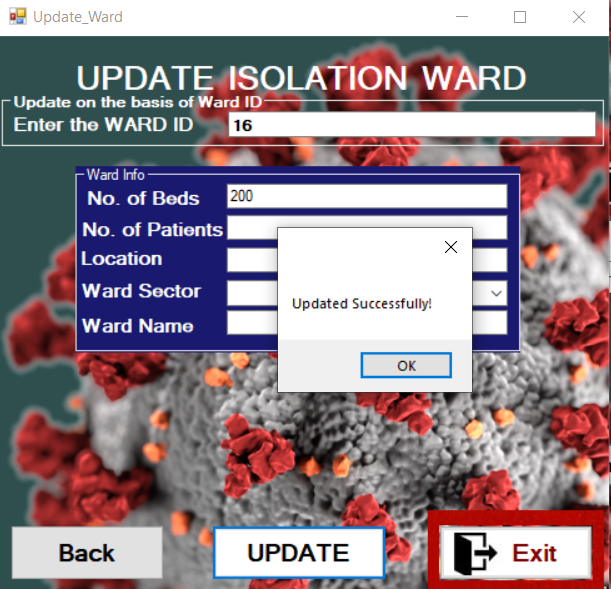 Update_Ward
UPDATE ISOLATION WARD
Update on the basis of Ward ID
Enter the WARD ID
16
Ward Info
No. of Beds
200
No. of Patients
Location
Ward Sector
Ward Name
Updated Successfully!
OK
Back
UPDATE
Exit